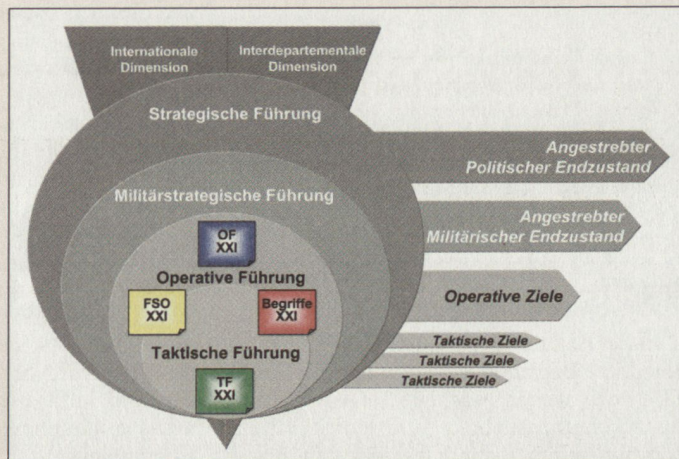 Internationale
Dimension
Interdepartementale
Dimension
Strategische Führung
Angestrebter
Politischer Endzustand
Militärstrategische Führung
Angestrebter
Militärischer Endzustand
OF
XXI
Operative Führung
Operative Ziele
FSO
XXI
Begriffe
XXI
Taktische Führung
Taktische Ziele
Taktische Ziele
Taktische Ziele
TF
XXI